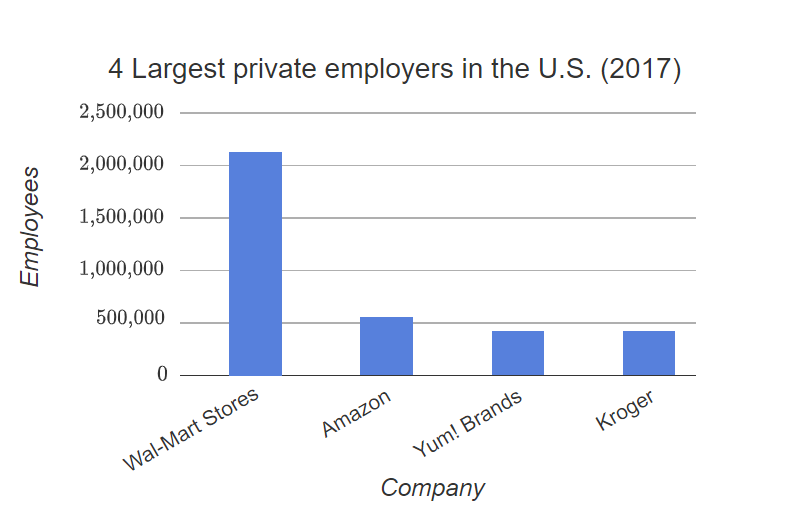 4 Largest private employers in the U.S. (2017)
2,500,000
2,000,000
1,500,000
1,000,000
500,000
0
Employees
Wal-Mart Stores
Amazon
Yum! Brands
Kroger
Company